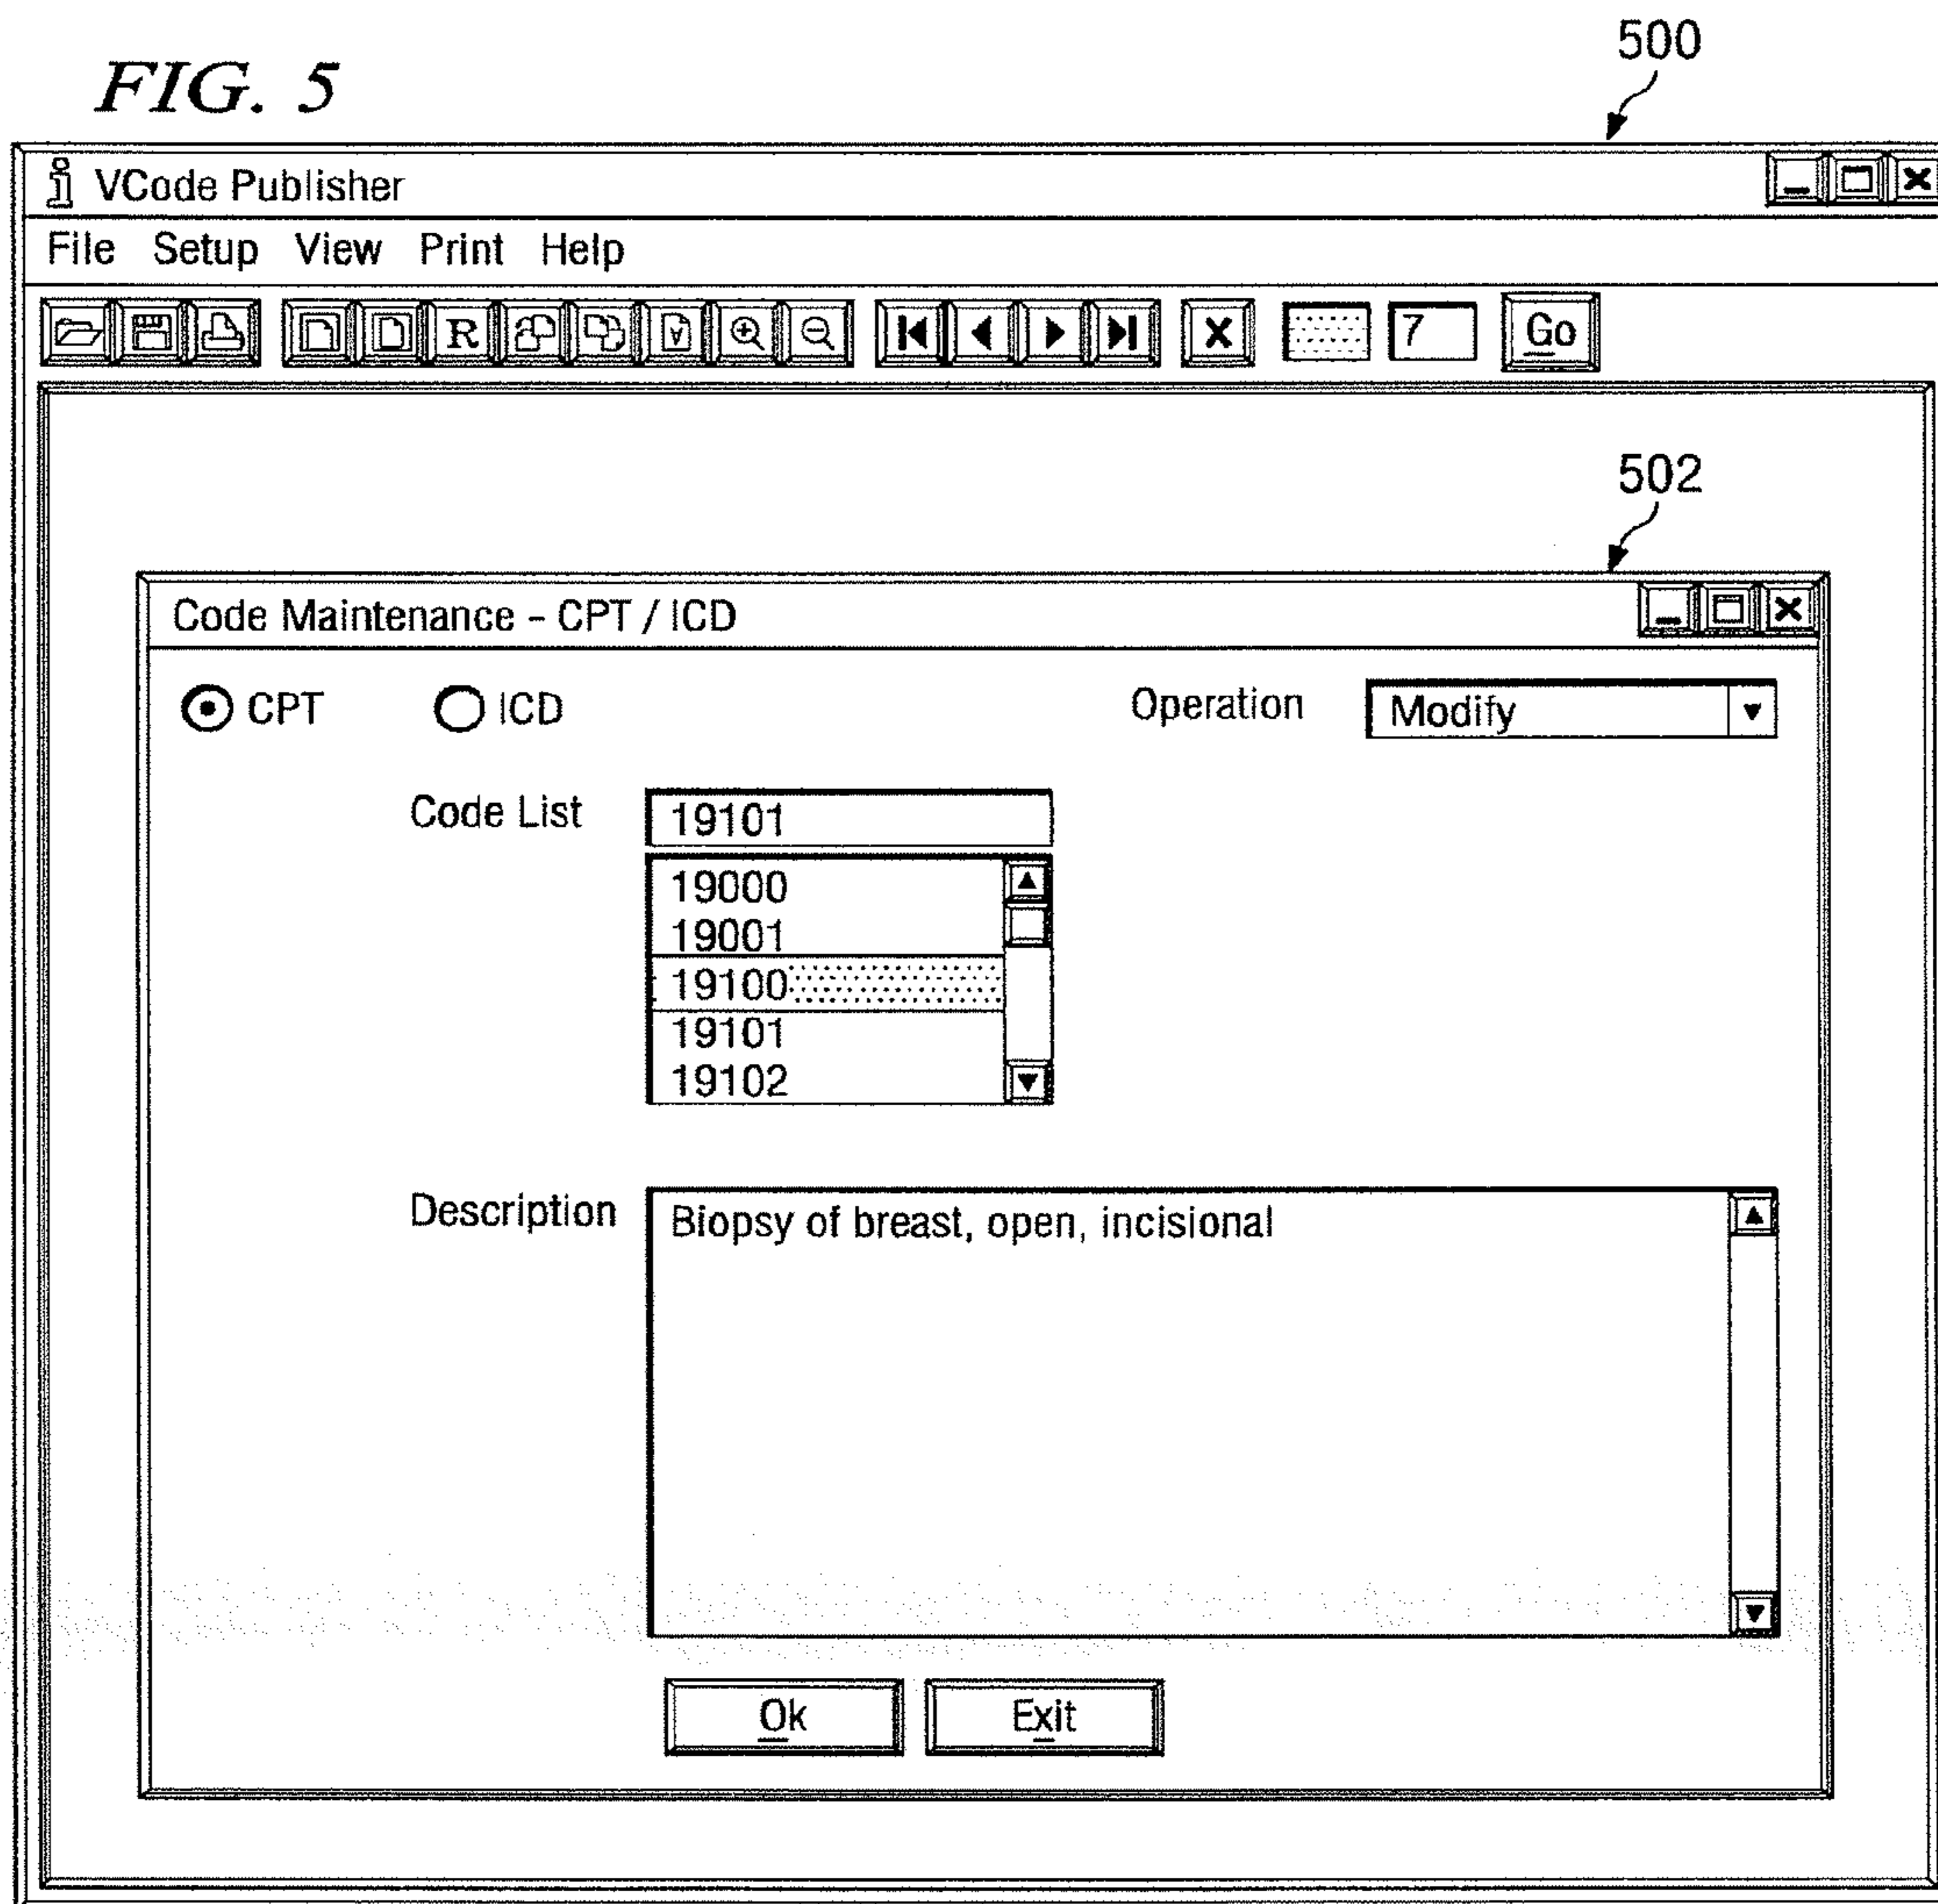 FIG. 5
500
VCode Publisher
File Setup View Print Help
R 7 Go
502
Code Maintenance - CPT / ICD
CPT ICD Operation Modify
Code List 19101
19000
19001
19100
19101
19102
Description Biopsy of breast, open, incisional
Ok Exit